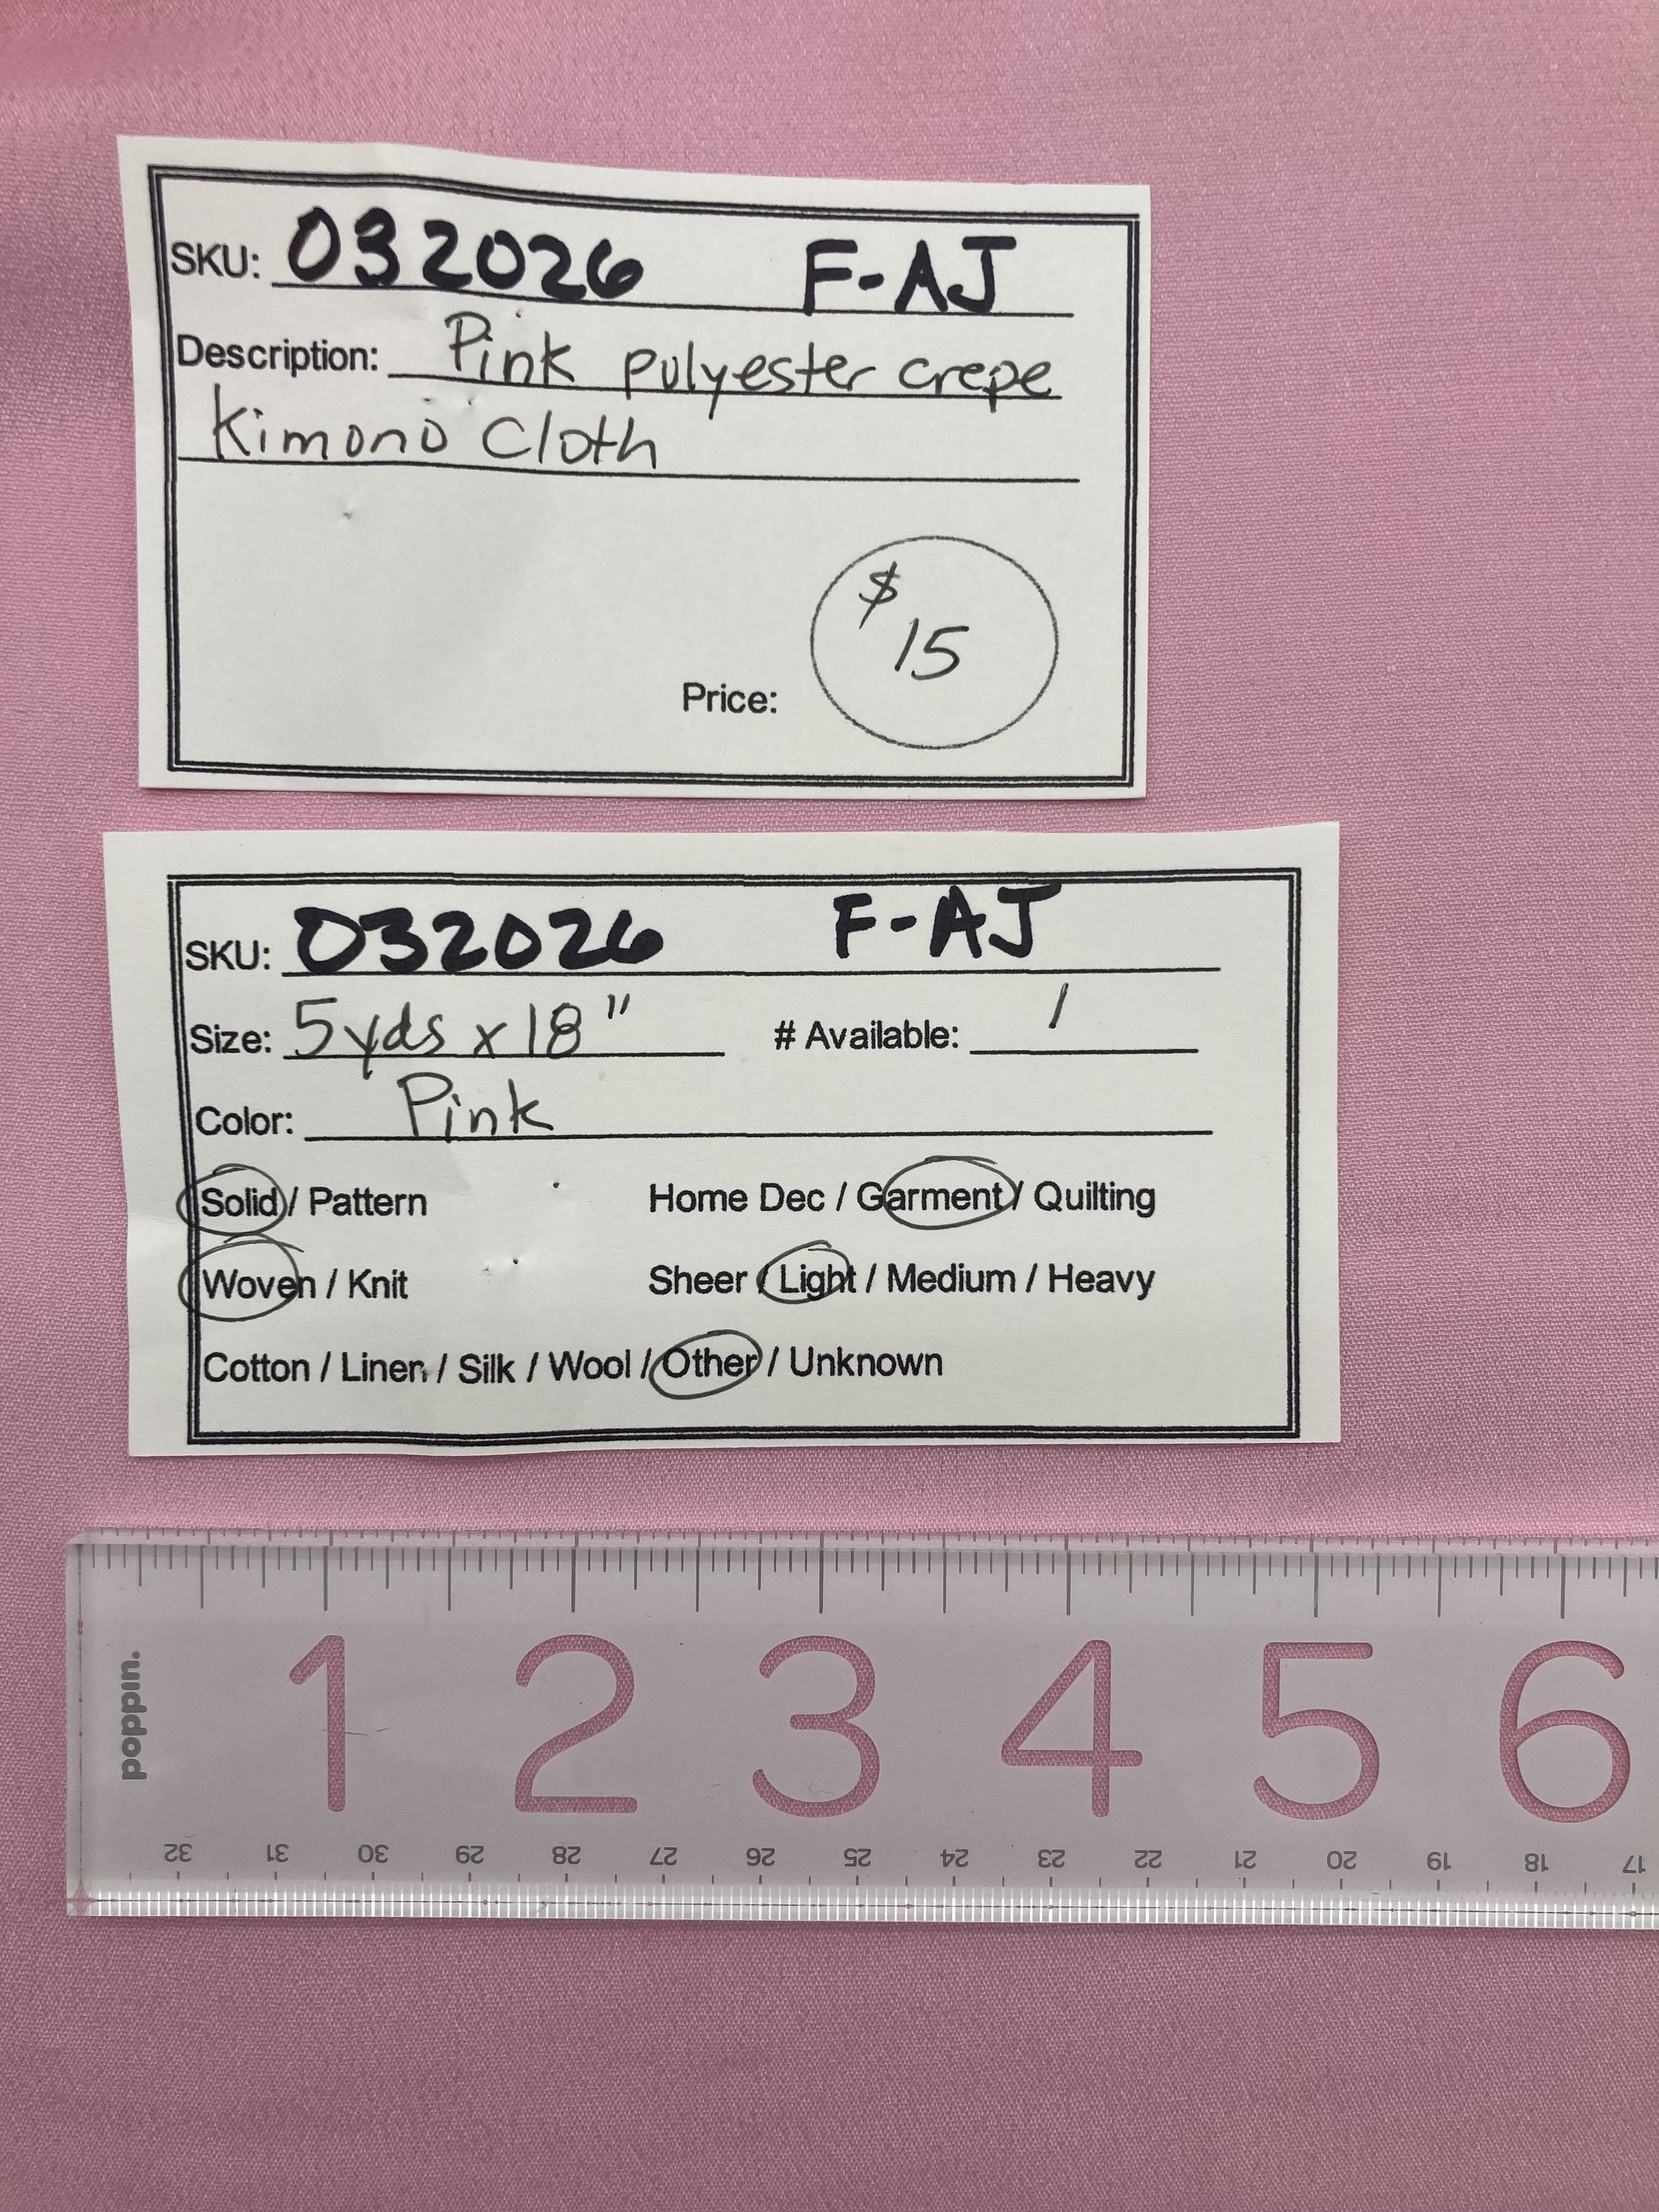 SKU: 032026 F-AJ
Description: Pink polyester crepe
Kimono Cloth
$
15
Price:
SKU: 032026 F-AJ
Size: 5yds x 18" # Available: 1
Color: Pink
Solid / Pattern Home Dec / Garment / Quilting
Woven / Knit Sheer / Light / Medium / Heavy
Cotton / Linen / Silk / Wool / Other / Unknown
poppin.
1 2 3 4 5 6
32 31 30 29 28 27 26 25 24 23 22 21 20 19 18 17